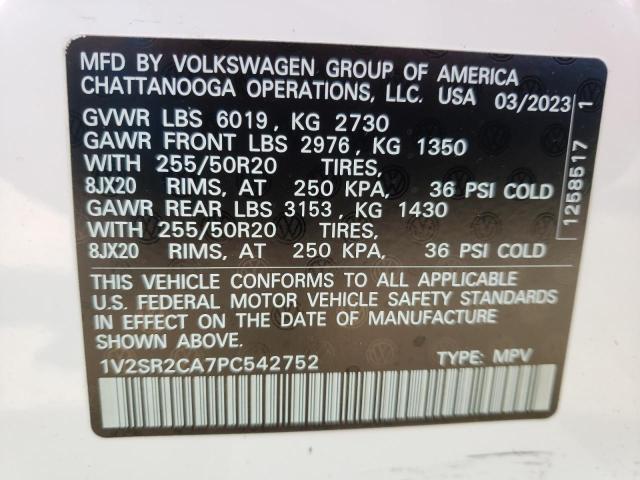 MFD BY VOLKSWAGEN GROUP OF AMERICA
CHATTANOOGA OPERATIONS, LLC. USA 03/2023
GVWR LBS 6019, KG 2730
GAWR FRONT LBS 2976, KG 1350
WITH 255/50R20 TIRES,
8JX20 RIMS, AT 250 KPA, 36 PSI COLD
GAWR REAR LBS 3153, KG 1430
WITH 255/50R20 TIRES,
8JX20 RIMS, AT 250 KPA, 36 PSI COLD
THIS VEHICLE CONFORMS TO ALL APPLICABLE
U.S. FEDERAL MOTOR VEHICLE SAFETY STANDARDS
IN EFFECT ON THE DATE OF MANUFACTURE
SHOWN ABOVE.
1V2SR2CA7PC542752 TYPE: MPV
1258517 1